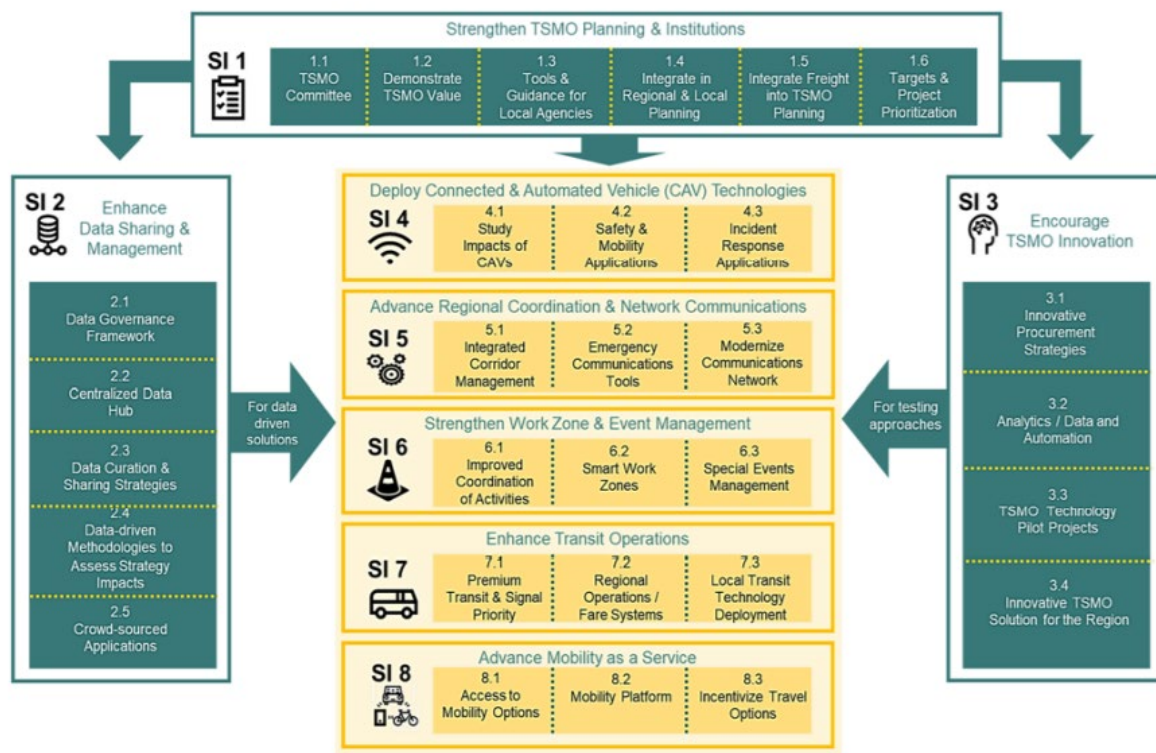 Strengthen TSMO Planning & Institutions
SI 1
1.1
TSMO
Committee
1.2
Demonstrate
TSMO Value
1.3
Tools &
Guidance for
Local Agencies
1.4
Integrate in
Regional & Local
Planning
1.5
Integrate Freight
into TSMO
Planning
1.6
Targets &
Project
Prioritization
SI 2
Enhance
Data Sharing &
Management
2.1
Data Governance
Framework
2.2
Centralized Data
Hub
2.3
Data Curation &
Sharing Strategies
2.4
Data-driven
Methodologies to
Assess Strategy
Impacts
2.5
Crowd-sourced
Applications
For data
driven
solutions
Deploy Connected & Automated Vehicle (CAV) Technologies
SI 4
4.1
Study
Impacts of
CAVs
4.2
Safety &
Mobility
Applications
4.3
Incident
Response
Applications
Advance Regional Coordination & Network Communications
SI 5
5.1
Integrated
Corridor
Management
5.2
Emergency
Communications
Tools
5.3
Modernize
Communications
Network
Strengthen Work Zone & Event Management
SI 6
6.1
Improved
Coordination
of Activities
6.2
Smart Work
Zones
6.3
Special Events
Management
Enhance Transit Operations
SI 7
7.1
Premium
Transit & Signal
Priority
7.2
Regional
Operations /
Fare Systems
7.3
Local Transit
Technology
Deployment
Advance Mobility as a Service
SI 8
8.1
Access to
Mobility Options
8.2
Mobility Platform
8.3
Incentivize Travel
Options
For testing
approaches
SI 3
Encourage
TSMO Innovation
3.1
Innovative
Procurement
Strategies
3.2
Analytics / Data and
Automation
3.3
TSMO Technology
Pilot Projects
3.4
Innovative TSMO
Solution for the Region